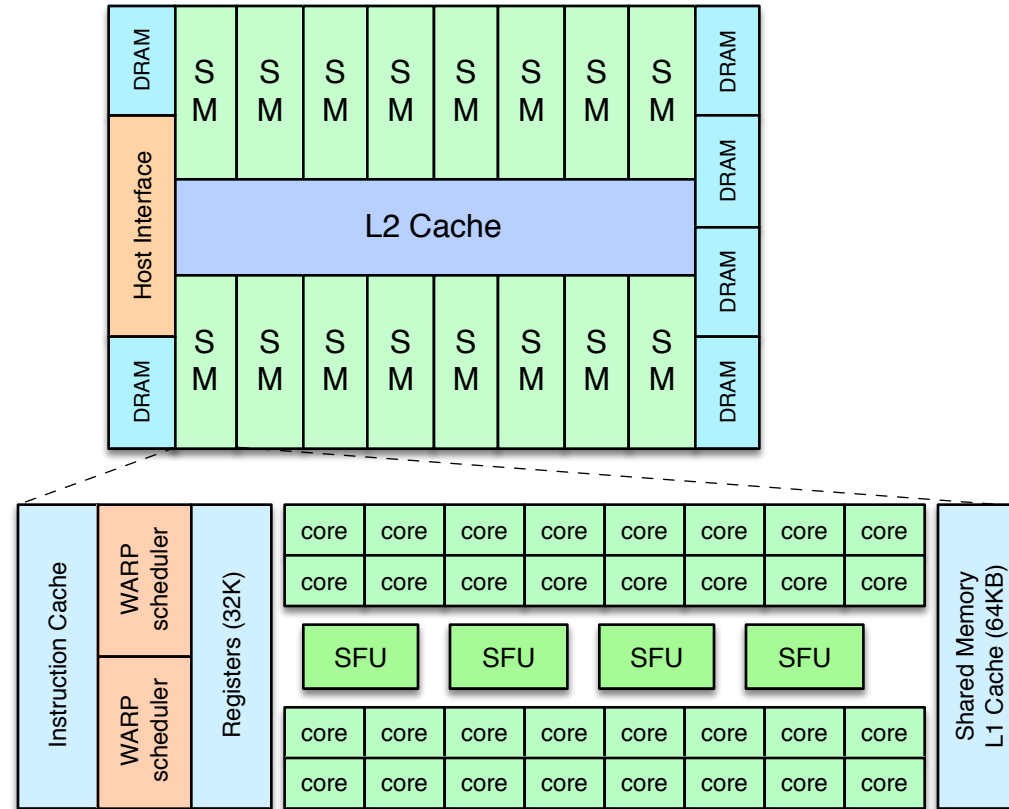 DRAM
Host Interface
DRAM
S S S S S S S S
M M M M M M M M
L2 Cache
S S S S S S S S
M M M M M M M M
DRAM
DRAM
DRAM
DRAM
Instruction Cache
WARP
scheduler
WARP
scheduler
Registers (32K)
core core core core core core core core
core core core core core core core core
SFU SFU SFU SFU
core core core core core core core core
core core core core core core core core
Shared Memory
L1 Cache (64KB)